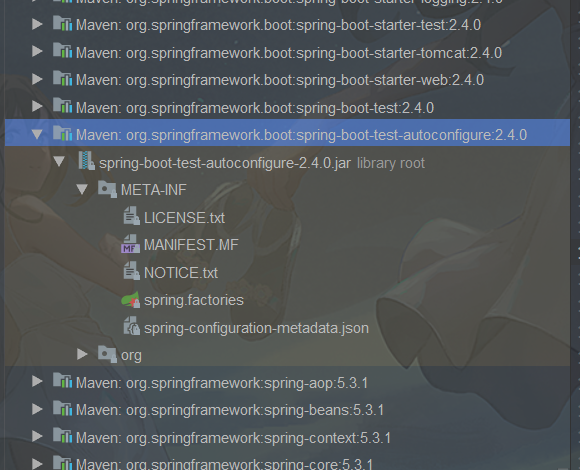 Maven: org.springframework.boot:spring-boot-starter-logging:2.4.0
Maven: org.springframework.boot:spring-boot-starter-test:2.4.0
Maven: org.springframework.boot:spring-boot-starter-tomcat:2.4.0
Maven: org.springframework.boot:spring-boot-starter-web:2.4.0
Maven: org.springframework.boot:spring-boot-test:2.4.0
Maven: org.springframework.boot:spring-boot-test-autoconfigure:2.4.0
spring-boot-test-autoconfigure-2.4.0.jar library root
META-INF
LICENSE.txt
MF MANIFEST.MF
NOTICE.txt
spring.factories
spring-configuration-metadata.json
org
Maven: org.springframework:spring-aop:5.3.1
Maven: org.springframework:spring-beans:5.3.1
Maven: org.springframework:spring-context:5.3.1
Maven: org.springframework:spring-core:5.3.1